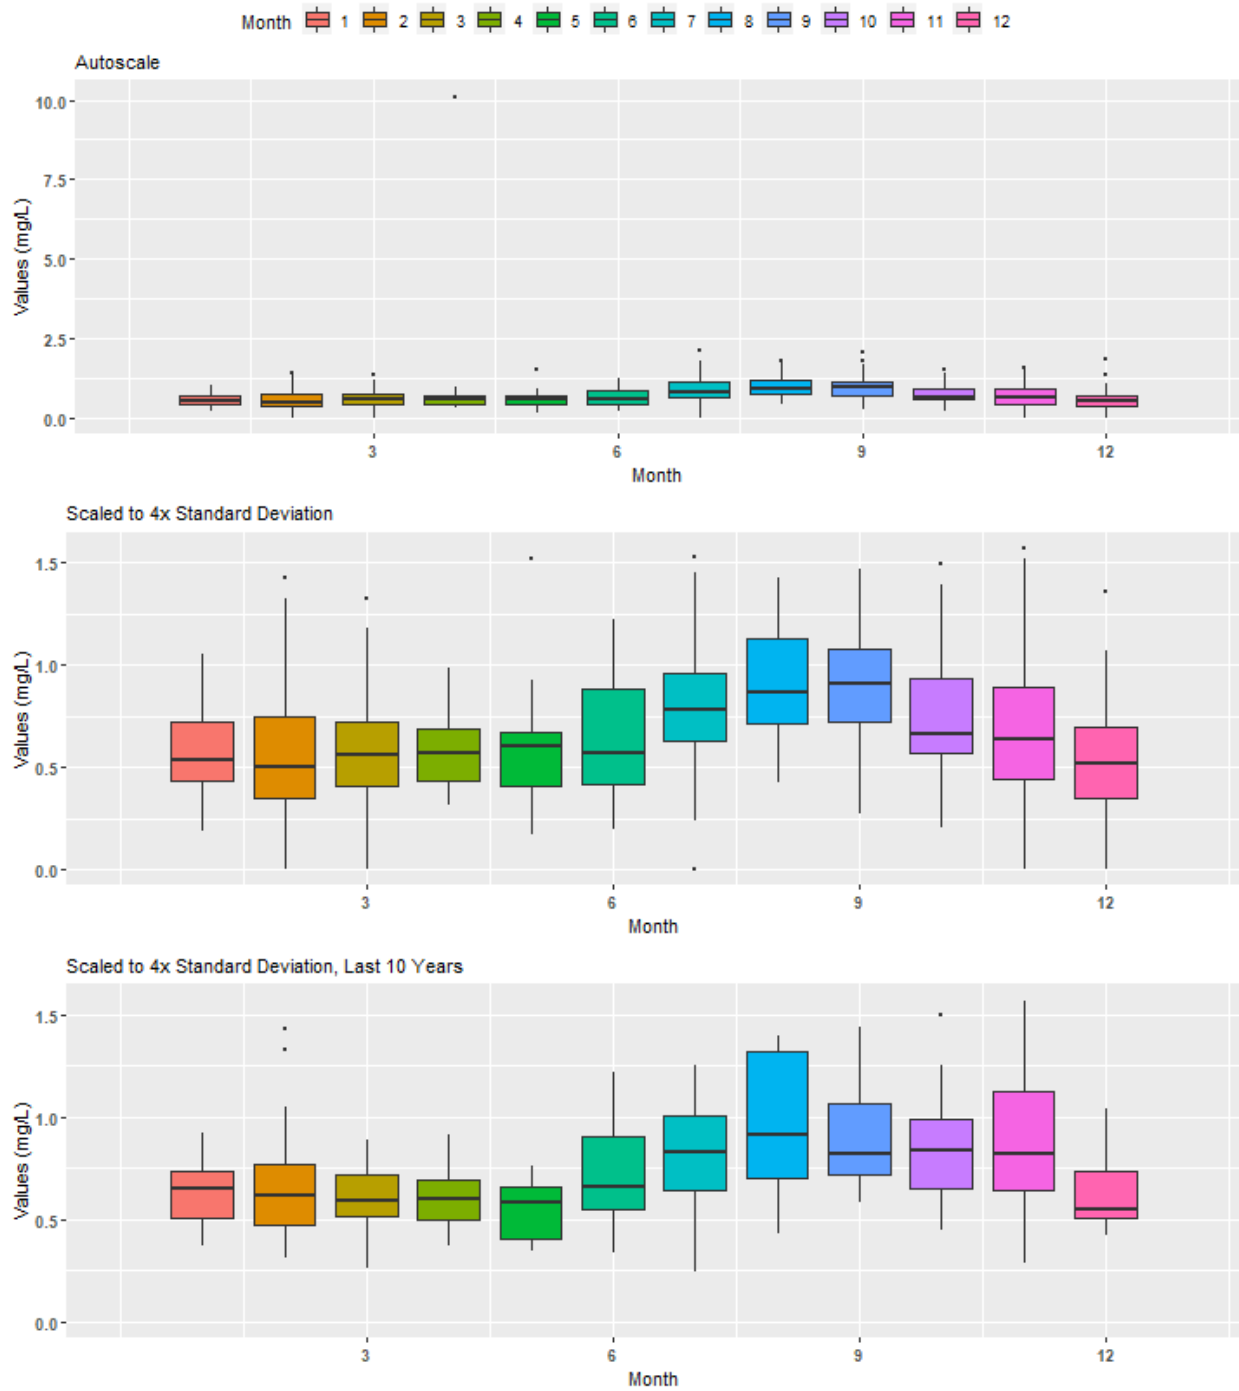 Month 1 2 3 4 5 6 7 8 9 10 11 12
Autoscale
10.0
7.5
5.0
2.5
0.0
Values (mg/L)
3 6 9 12
Month
Scaled to 4x Standard Deviation
1.5
1.0
0.5
0.0
Values (mg/L)
3 6 9 12
Month
Scaled to 4x Standard Deviation, Last 10 Years
1.5
1.0
0.5
0.0
Values (mg/L)
3 6 9 12
Month